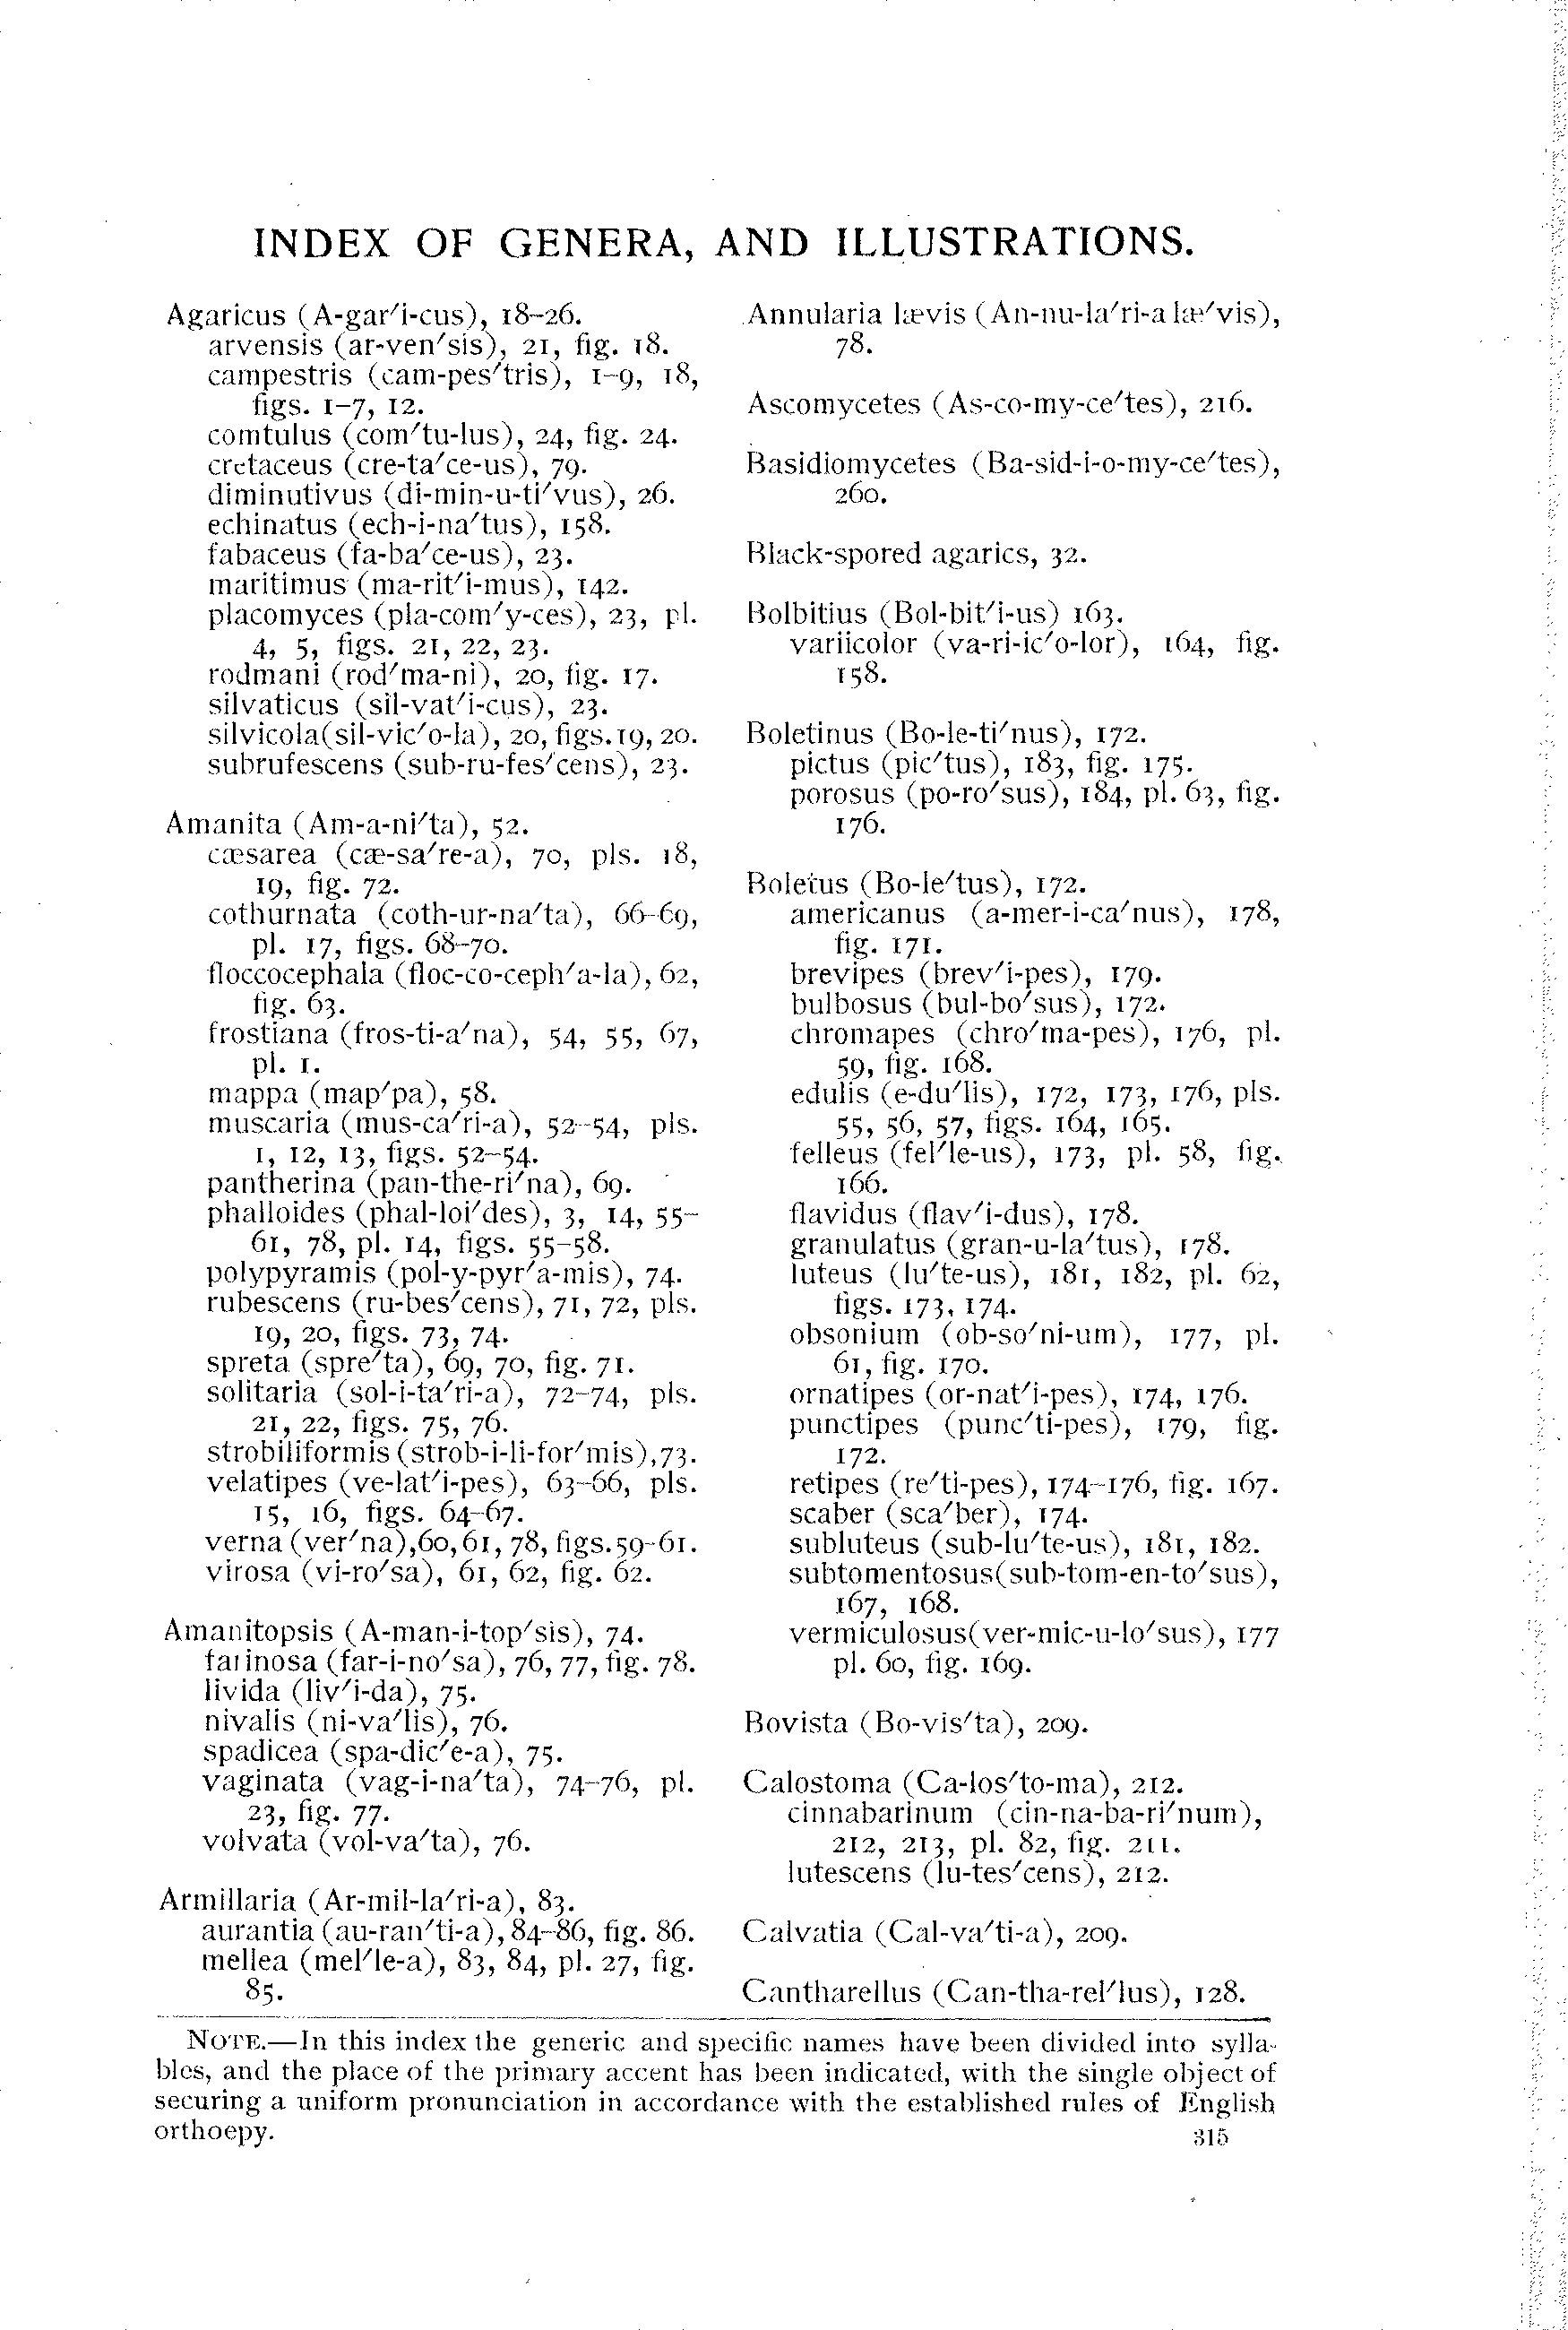 INDEX OF GENERA, AND ILLUSTRATIONS.
Agaricus (A-gar′i-cus), 18–26.
arvensis (ar-ven′sis), 21, fig. 18.
campestris (cam-pes′tris), 1–9, 18,
figs. 1–7, 12.
comtulus (com′tu-lus), 24, fig. 24.
cretaceus (cre-ta′ce-us), 79.
diminutivus (di-min-u-ti′vus), 26.
echinatus (ech-i-na′tus), 158.
fabaceus (fa-ba′ce-us), 23.
maritimus (ma-rit′i-mus), 142.
placomyces (pla-com′y-ces), 23, pl.
4, 5, figs. 21, 22, 23.
rodmani (rod′ma-ni), 20, fig. 17.
silvaticus (sil-vat′i-cus), 23.
silvicola(sil-vic′o-la), 20, figs. 19, 20.
subrufescens (sub-ru-fes′cens), 23.
Amanita (Am-a-ni′ta), 52.
cæsarea (cæ-sa′re-a), 70, pls. 18,
19, fig. 72.
cothurnata (coth-ur-na′ta), 66–69,
pl. 17, figs. 68–70.
floccocephala (floc-co-ceph′a-la), 62,
fig. 63.
frostiana (fros-ti-a′na), 54, 55, 67,
pl. 1.
mappa (map′pa), 58.
muscaria (mus-ca′ri-a), 52–54, pls.
1, 12, 13, figs. 52–54.
pantherina (pan-the-ri′na), 69.
phalloides (phal-loi′des), 3, 14, 55–
61, 78, pl. 14, figs. 55–58.
polypyramis (pol-y-pyr′a-mis), 74.
rubescens (ru-bes′cens), 71, 72, pls.
19, 20, figs. 73, 74.
spreta (spre′ta), 69, 70, fig. 71.
solitaria (sol-i-ta′ri-a), 72–74, pls.
21, 22, figs. 75, 76.
strobiliformis (strob-i-li-for′mis),73.
velatipes (ve-lat′i-pes), 63–66, pls.
15, 16, figs. 64–67.
verna (ver′na),60, 61, 78, figs. 59–61.
virosa (vi-ro′sa), 61, 62, fig. 62.
Amanitopsis (A-man-i-top′sis), 74.
farinosa (far-i-no′sa), 76, 77, fig. 78.
livida (liv′i-da), 75.
nivalis (ni-va′lis), 76.
spadicea (spa-dic′e-a), 75.
vaginata (vag-i-na′ta), 74–76, pl.
23, fig. 77.
volvata (vol-va′ta), 76.
Armillaria (Ar-mil-la′ri-a), 83.
aurantia (au-ran′ti-a), 84–86, fig. 86.
mellea (mel′le-a), 83, 84, pl. 27, fig.
85.
Annularia lævis (An-nu-la′ri-a læ′vis),
78.
Ascomycetes (As-co-my-ce′tes), 216.
Basidiomycetes (Ba-sid-i-o-my-ce′tes),
260.
Black-spored agarics, 32.
Bolbitius (Bol-bit′i-us) 163.
variicolor (va-ri-ic′o-lor), 164, fig.
158.
Boletinus (Bo-le-ti′nus), 172.
pictus (pic′tus), 183, fig. 175.
porosus (po-ro′sus), 184, pl. 63, fig.
176.
Boletus (Bo-le′tus), 172.
americanus (a-mer-i-ca′nus), 178,
fig. 171.
brevipes (brev′i-pes), 179.
bulbosus (bul-bo′sus), 172.
chromapes (chro′ma-pes), 176, pl.
59, fig. 168.
edulis (e-du′lis), 172, 173, 176, pls.
55, 56, 57, figs. 164, 165.
felleus (fel′le-us), 173, pl. 58, fig.
166.
flavidus (flav′i-dus), 178.
granulatus (gran-u-la′tus), 178.
luteus (lu′te-us), 181, 182, pl. 62,
figs. 173, 174.
obsonium (ob-so′ni-um), 177, pl.
61, fig. 170.
ornatipes (or-nat′i-pes), 174, 176.
punctipes (punc′ti-pes), 179, fig.
172.
retipes (re′ti-pes), 174–176, fig. 167.
scaber (sca′ber), 174.
subluteus (sub-lu′te-us), 181, 182.
subtomentosus(sub-tom-en-to′sus),
167, 168.
vermiculosus(ver-mic-u-lo′sus), 177
pl. 60, fig. 169.
Bovista (Bo-vis′ta), 209.
Calostoma (Ca-los′to-ma), 212.
cinnabarinum (cin-na-ba-ri′num),
212, 213, pl. 82, fig. 211.
lutescens (lu-tes′cens), 212.
Calvatia (Cal-va′ti-a), 209.
Cantharellus (Can-tha-rel′lus), 128.
NOTE.—In this index the generic and specific names have been divided into sylla-
bles, and the place of the primary accent has been indicated, with the single object of
securing a uniform pronunciation in accordance with the established rules of English
orthoepy.
315